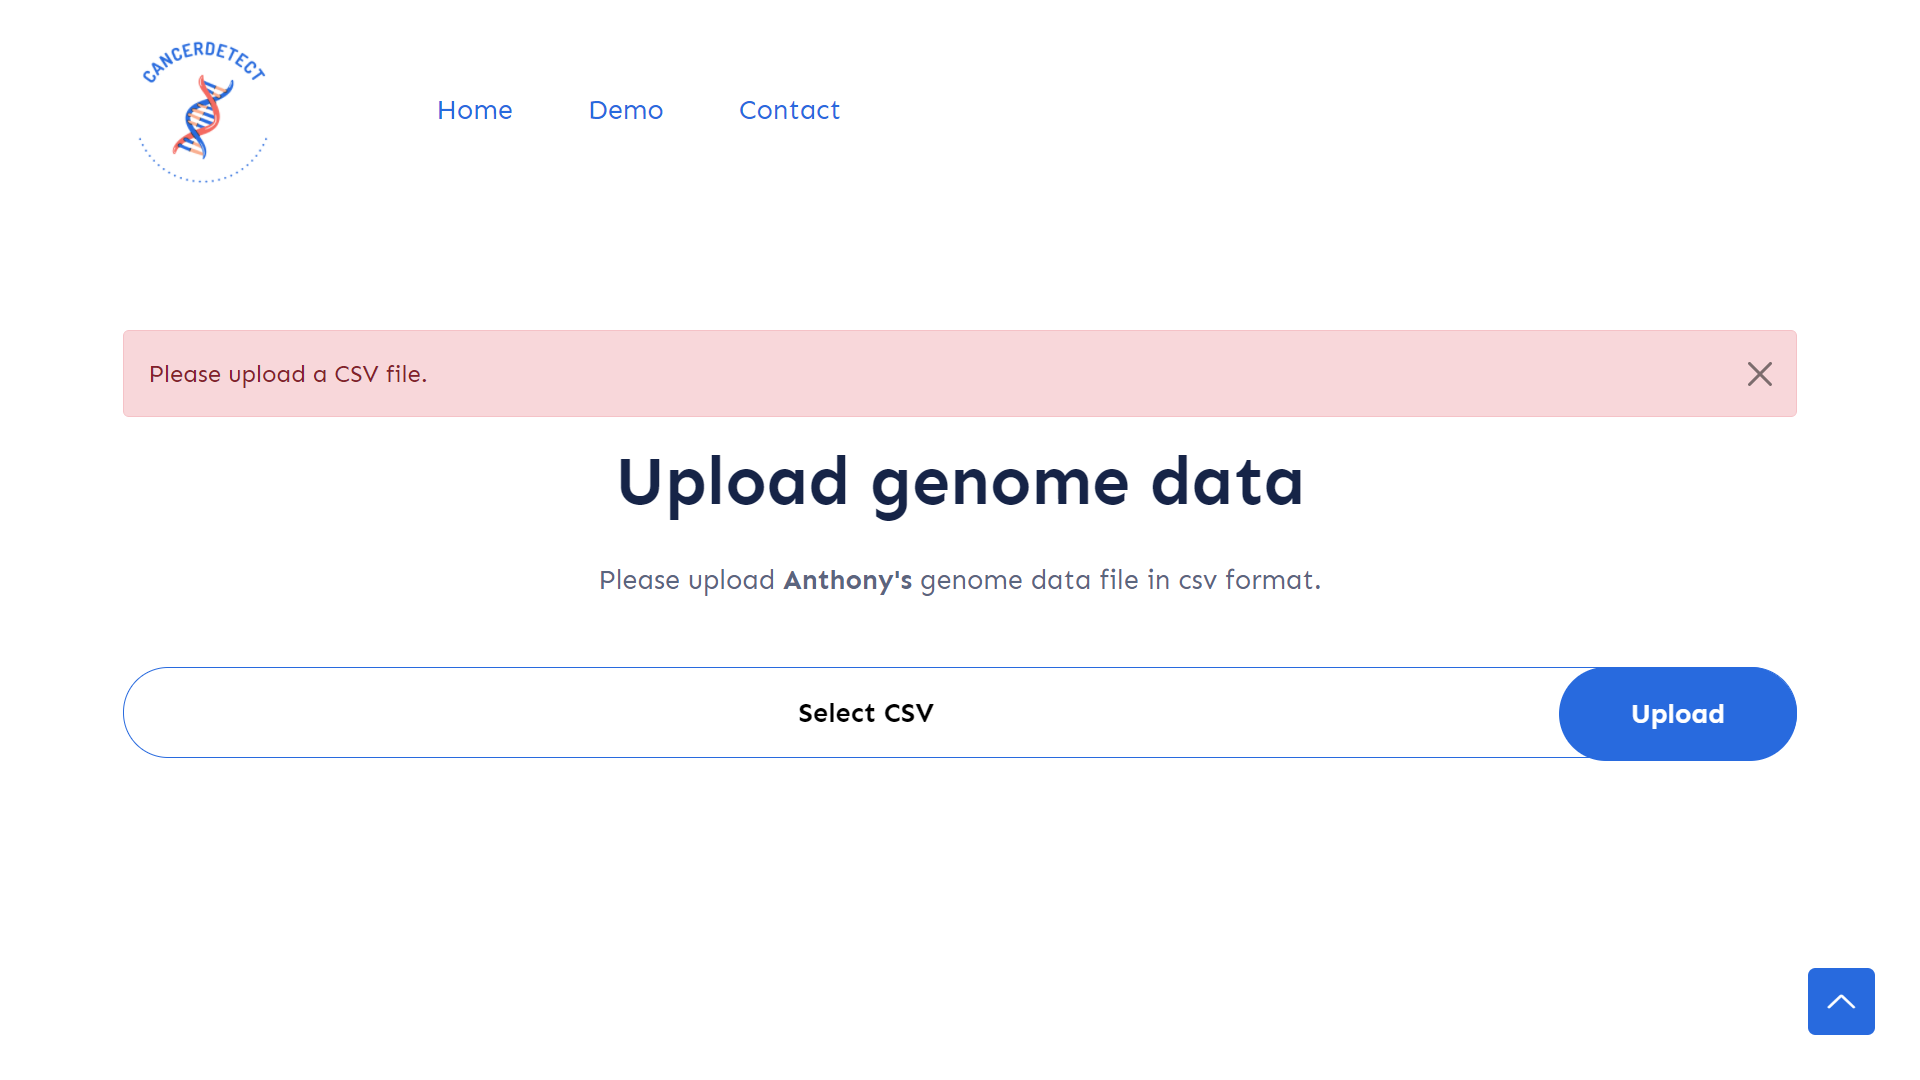 CANCERDETECT
Home Demo Contact
Please upload a CSV file.
Upload genome data
Please upload Anthony's genome data file in csv format.
Select CSV
Upload